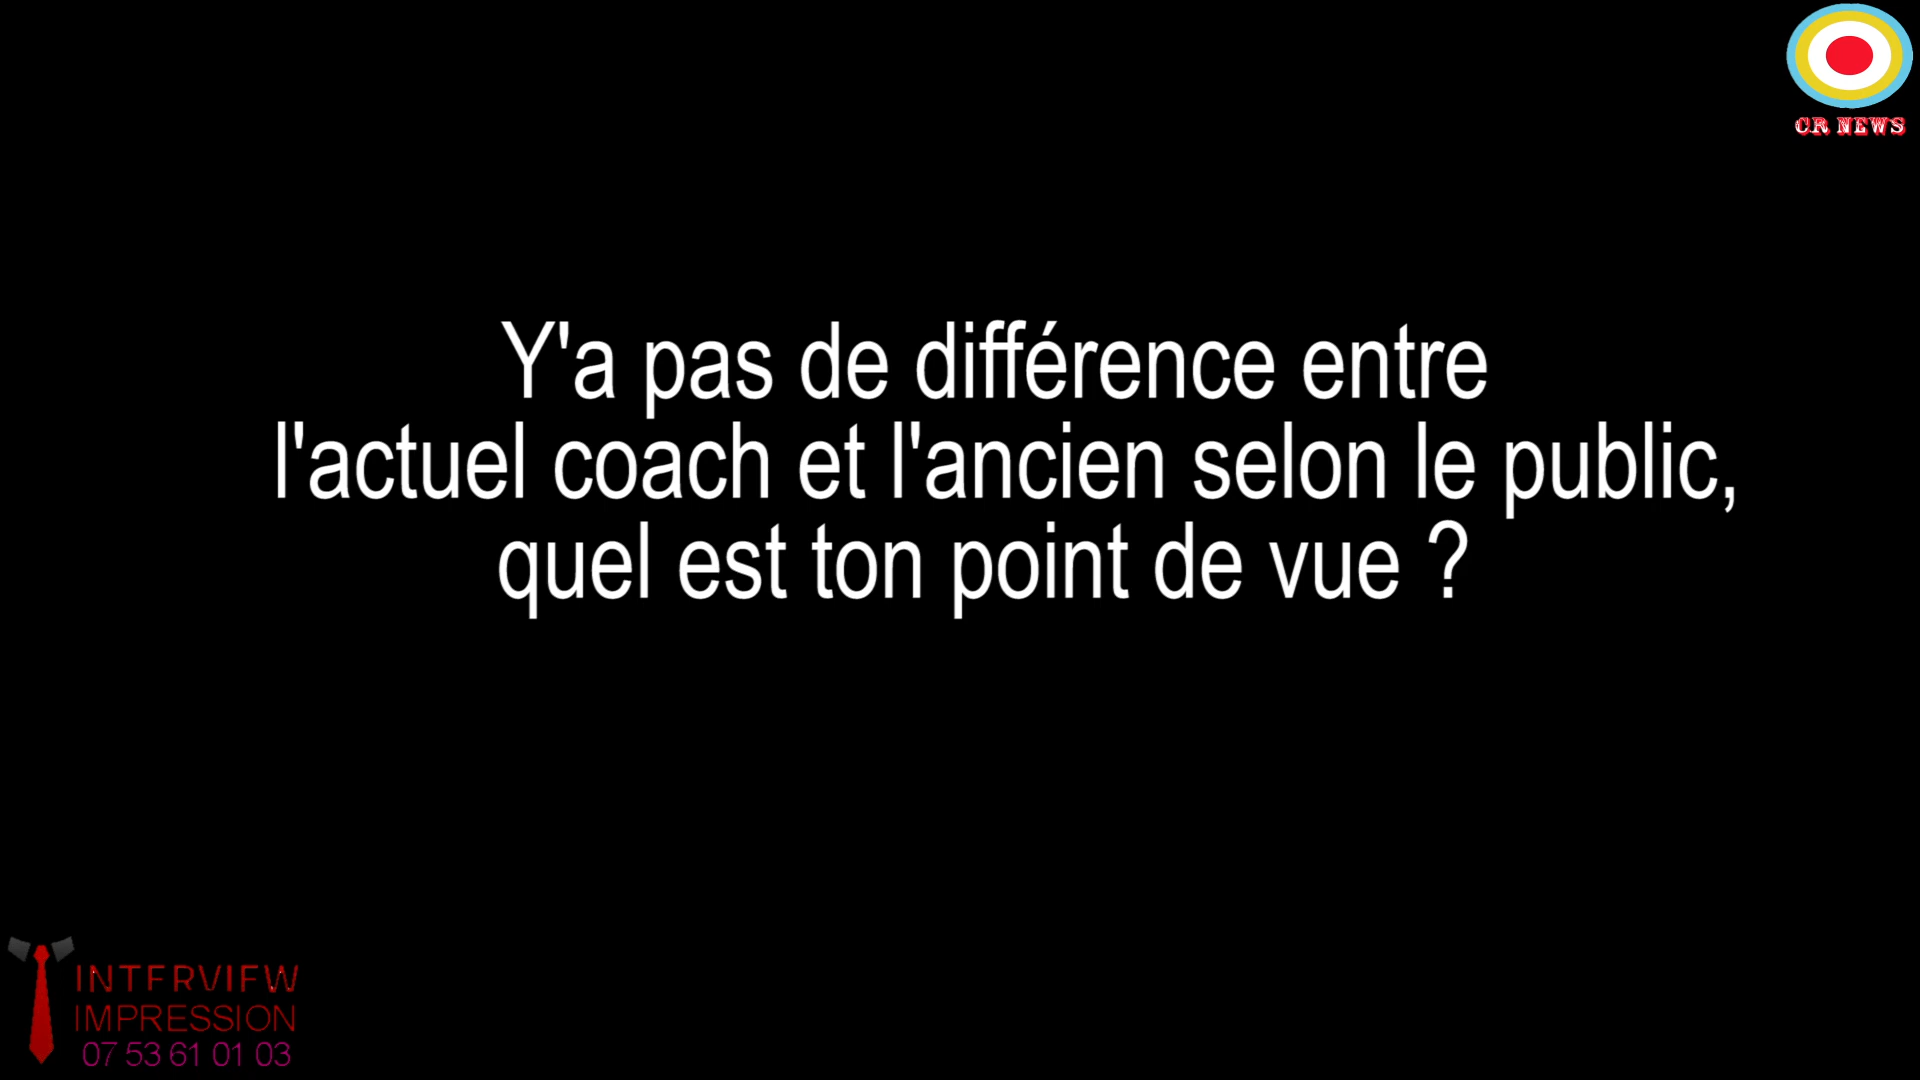 CR NEWS
Y'a pas de différence entre
l'actuel coach et l'ancien selon le public,
quel est ton point de vue ?
INTERVIEW
IMPRESSION
07 53 61 01 03